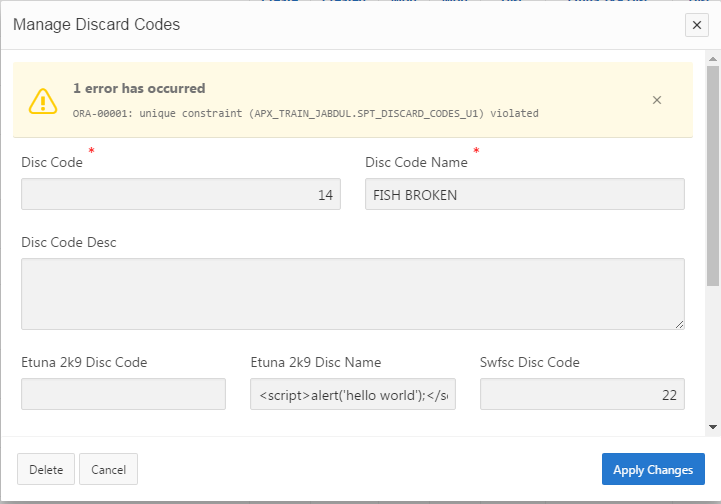 Manage Discard Codes
1 error has occurred
ORA-00001: unique constraint (APX_TRAIN_JABDUL.SPT_DISCARD_CODES_U1) violated
Disc Code *
Disc Code Name *
14
FISH BROKEN
Disc Code Desc
Etuna 2k9 Disc Code
Etuna 2k9 Disc Name
Swfsc Disc Code
<script>alert('hello world');</s
22
Delete
Cancel
Apply Changes